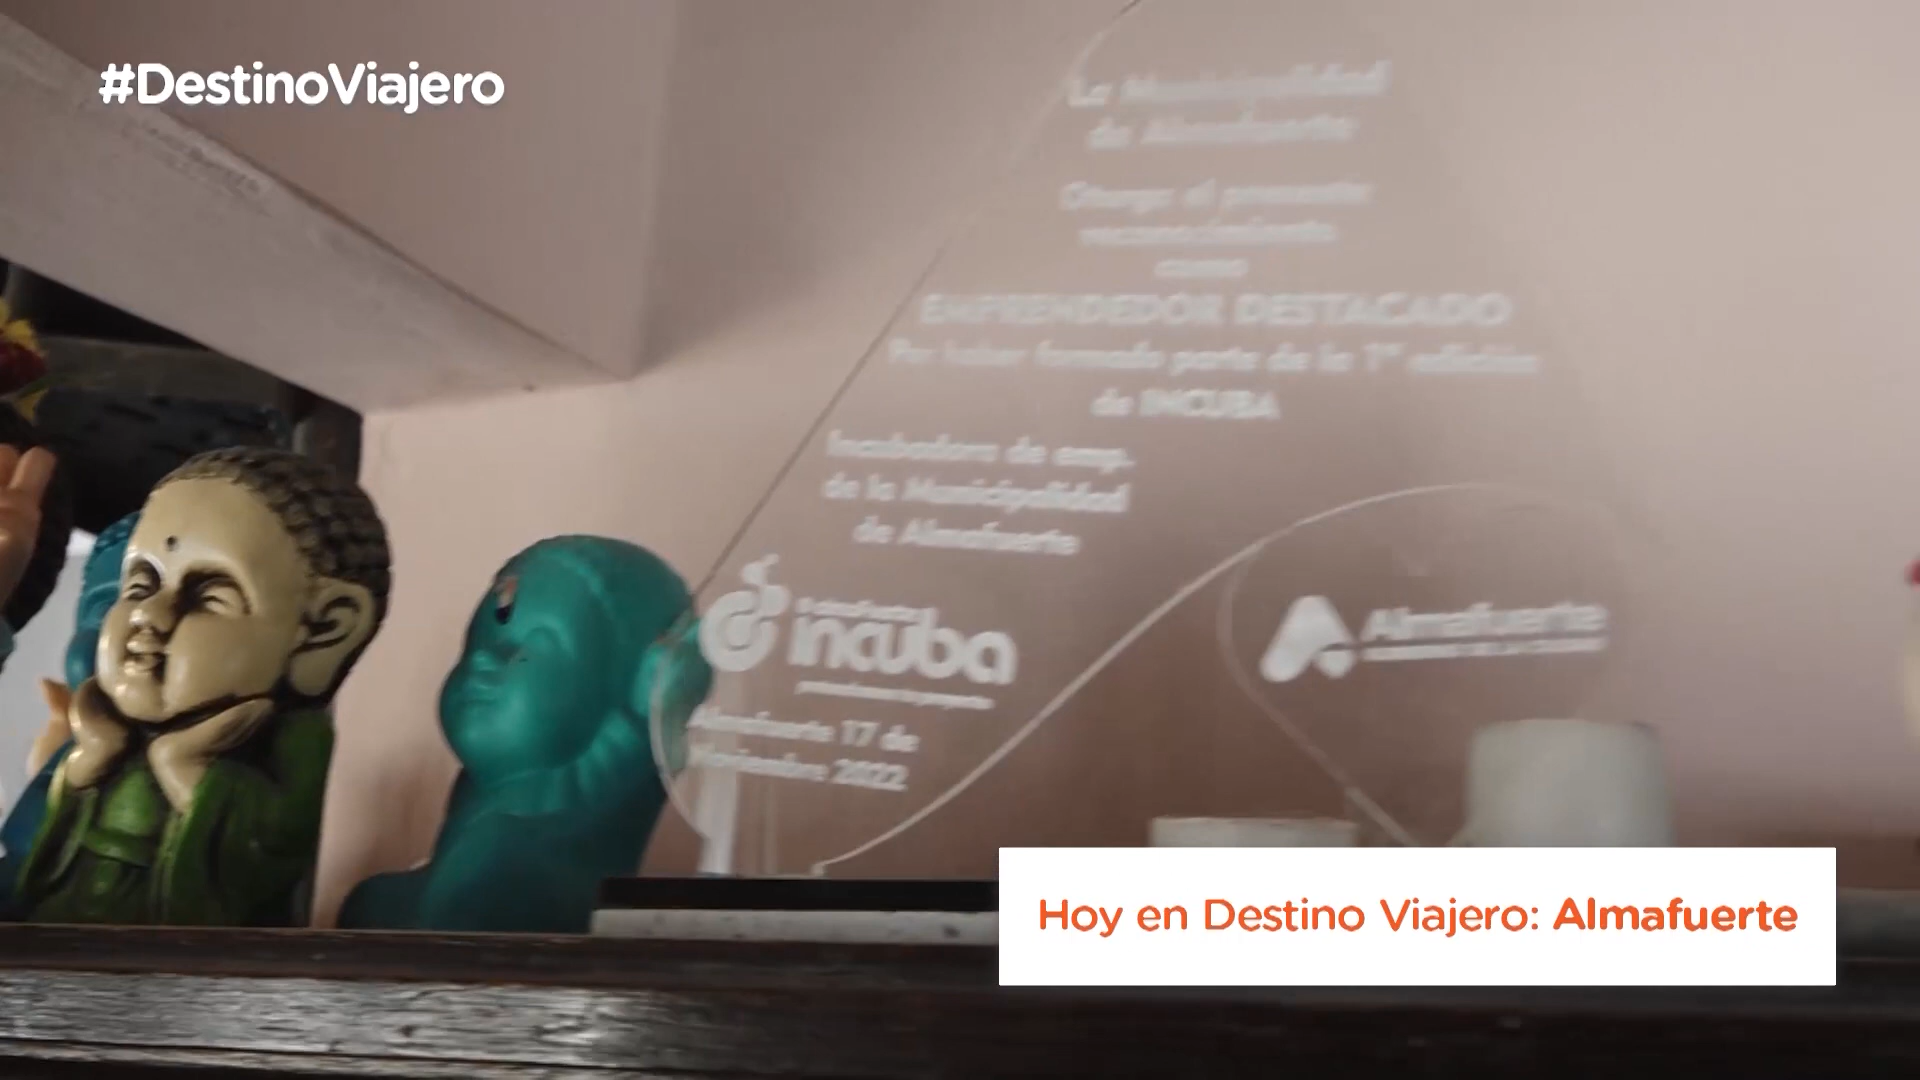 #DestinoViajero
La Municipalidad
de Almafuerte
Otorga el presente
reconocimiento
como
EMPRENDEDOR DESTACADO
Por haber formado parte de la 1ª edición
de INCUBA
Incubadora de emp.
de la Municipalidad
de Almafuerte
incuba
Almafuerte 17 de
Noviembre 2022
Almafuerte
Hoy en Destino Viajero: Almafuerte